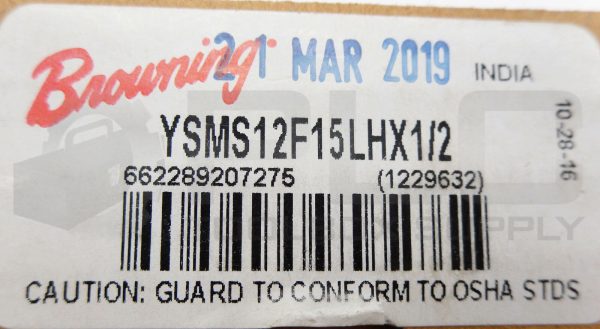 Browning 21 MAR 2019 INDIA
YSMS12F15LHX1/2
662289207275 (1229632)
10-28-16
CAUTION: GUARD TO CONFORM TO OSHA STDS